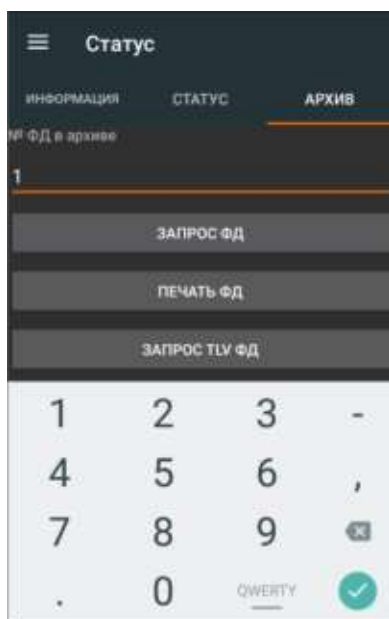 Статус
ИНФОРМАЦИЯ СТАТУС АРХИВ
№ ФД в архиве
1
ЗАПРОС ФД
ПЕЧАТЬ ФД
ЗАПРОС TLV ФД
1 2 3 -
4 5 6 ,
7 8 9
. 0 QWERTY